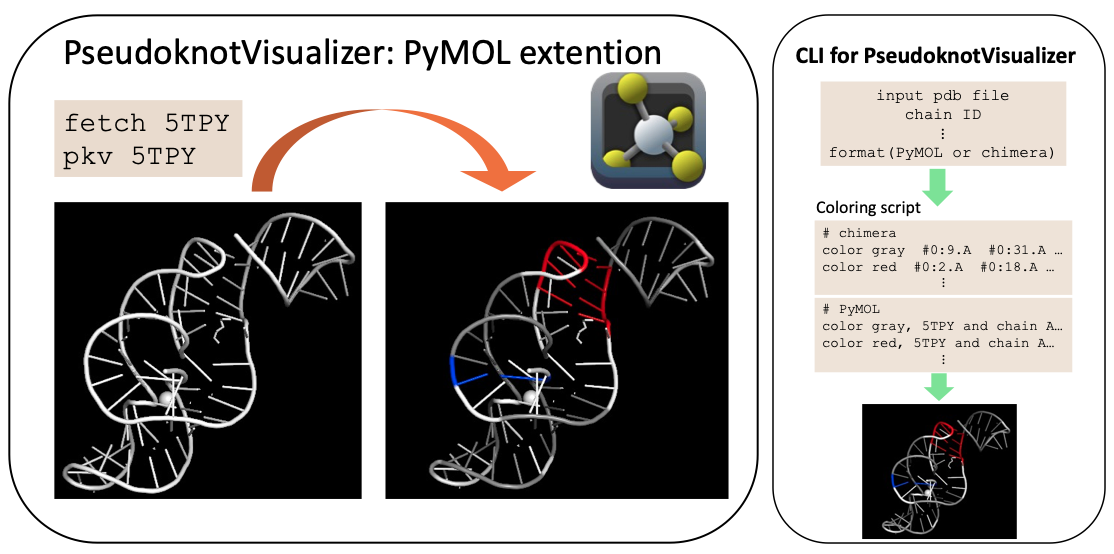 PseudoknotVisualizer: PyMOL extention
fetch 5TPY
pkv 5TPY
CLI for PseudoknotVisualizer
input pdb file
chain ID
⋮
format(PyMOL or chimera)
Coloring script
# chimera
color gray  #0:9.A  #0:31.A …
color red  #0:2.A  #0:18.A …
⋮
# PyMOL
color gray, 5TPY and chain A…
color red, 5TPY and chain A…
⋮